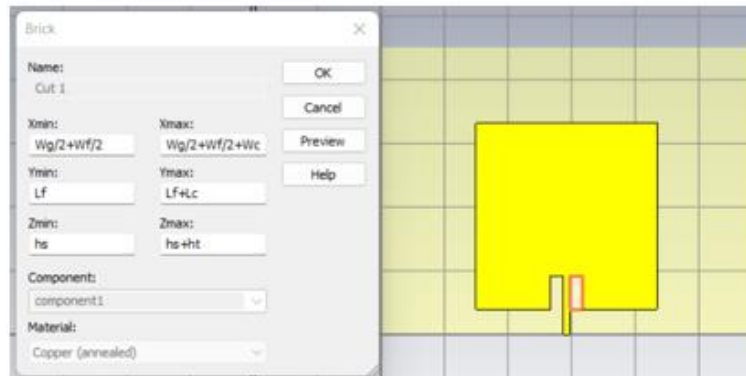 Brick
Name:
Cut 1
OK
Cancel
Xmin:
Xmax:
Wg/2+Wf/2
Wg/2+Wf/2+Wc
Preview
Ymin:
Ymax:
Help
Lf
Lf+Lc
Zmin:
Zmax:
hs
hs+ht
Component:
component1
Material:
Copper (annealed)